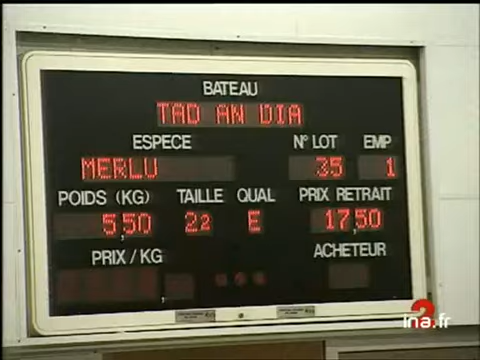 BATEAU
TAD AN DIA
ESPECE N° LOT EMP
MERLU 35 1
POIDS (KG) TAILLE QUAL PRIX RETRAIT
5,50 22 E 17,50
PRIX / KG ACHETEUR
2
ina.fr